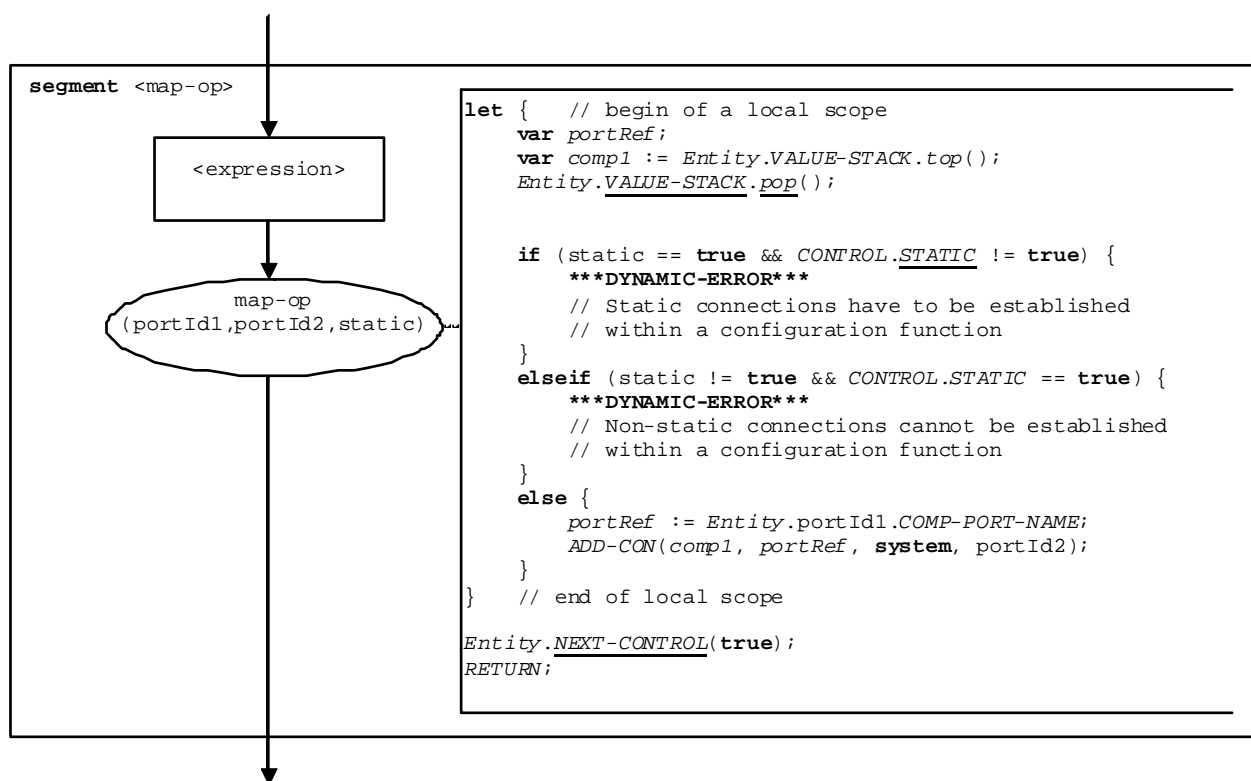 segment <map-op>
<expression>
map-op
(portId1,portId2,static)
let {   // begin of a local scope
    var portRef;
    var comp1 := Entity.VALUE-STACK.top();
    Entity.VALUE-STACK.pop();
    if (static == true && CONTROL.STATIC != true) {
        ***DYNAMIC-ERROR***
        // Static connections have to be established
        // within a configuration function
    }
    elseif (static != true && CONTROL.STATIC == true) {
        ***DYNAMIC-ERROR***
        // Non-static connections cannot be established
        // within a configuration function
    }
    else {
        portRef := Entity.portId1.COMP-PORT-NAME;
        ADD-CON(comp1, portRef, system, portId2);
    }
}   // end of local scope
Entity.NEXT-CONTROL(true);
RETURN;